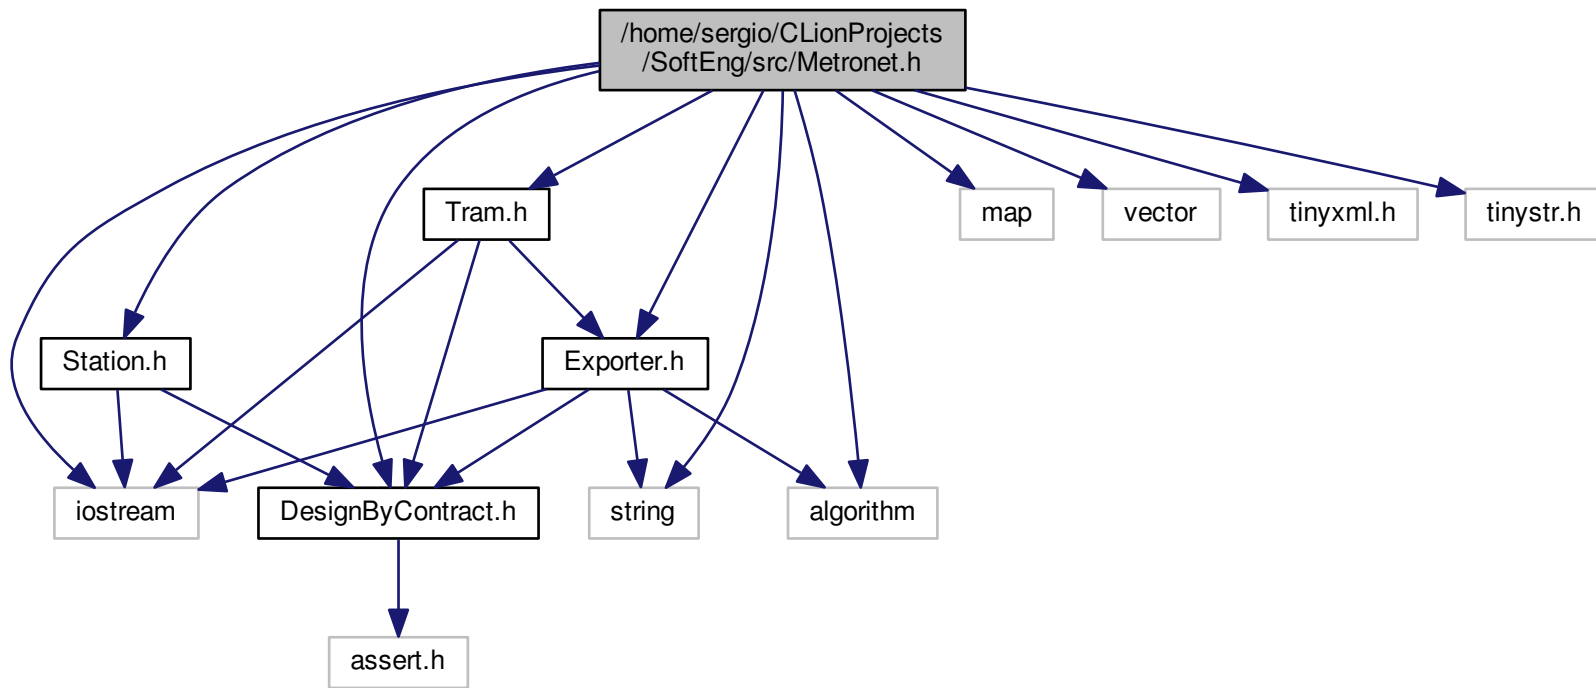 /home/sergio/CLionProjects
/SoftEng/src/Metronet.h
Tram.h
map
vector
tinyxml.h
tinystr.h
Station.h
Exporter.h
iostream
DesignByContract.h
string
algorithm
assert.h